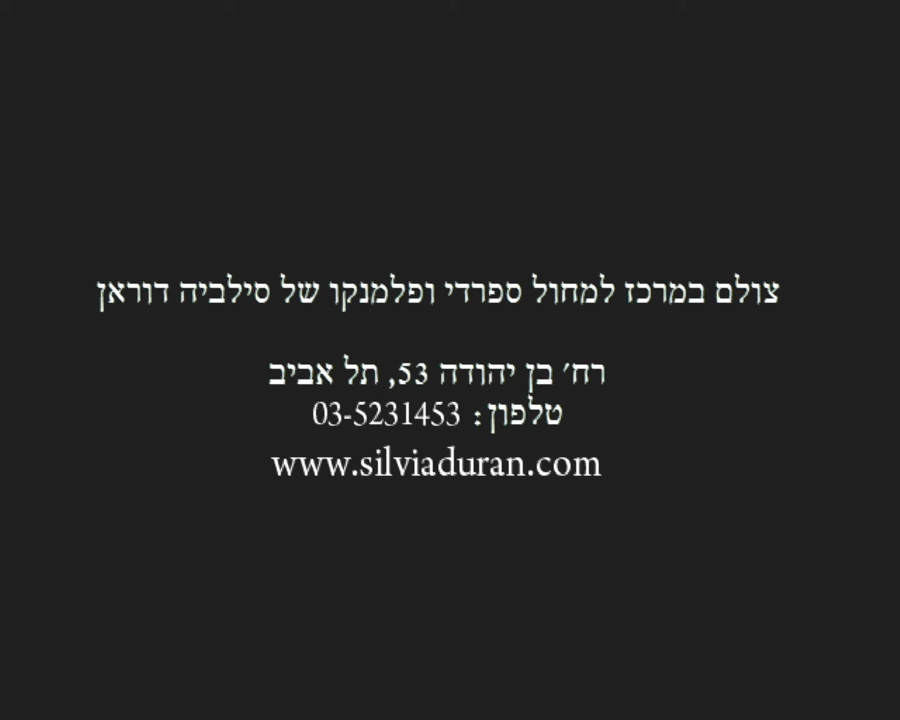 צולם במרכז למחול ספרדי ופלמנקו של סילביה דוראן
רח׳ בן יהודה 53, תל אביב
טלפון: 03-5231453
www.silviaduran.com